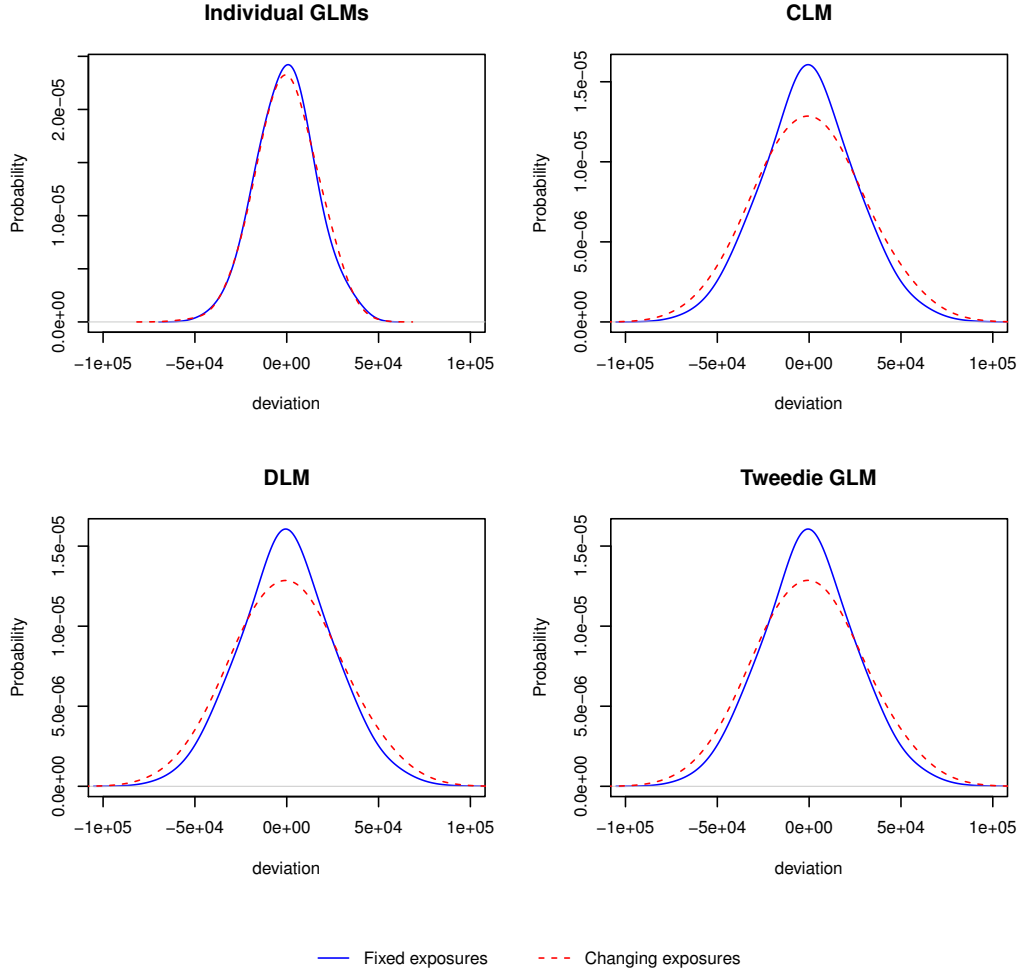 Individual GLMs
Probability
0.0e+00 1.0e−05 2.0e−05
−1e+05 −5e+04 0e+00 5e+04 1e+05
deviation
CLM
Probability
0.0e+00 5.0e−06 1.0e−05 1.5e−05
−1e+05 −5e+04 0e+00 5e+04 1e+05
deviation
DLM
Probability
0.0e+00 5.0e−06 1.0e−05 1.5e−05
−1e+05 −5e+04 0e+00 5e+04 1e+05
deviation
Tweedie GLM
Probability
0.0e+00 5.0e−06 1.0e−05 1.5e−05
−1e+05 −5e+04 0e+00 5e+04 1e+05
deviation
Fixed exposures Changing exposures